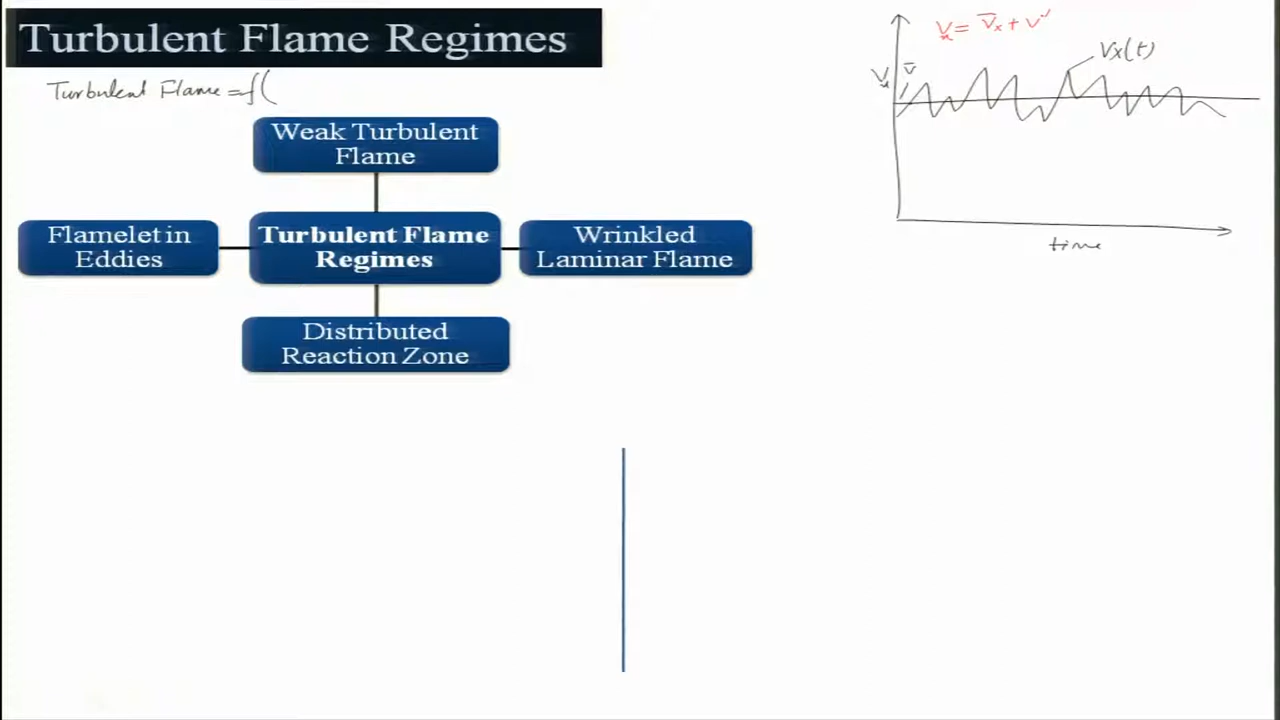 Turbulent Flame Regimes
Turbulent Flame = f(
Weak Turbulent
Flame
Flamelet in
Eddies
Turbulent Flame
Regimes
Wrinkled
Laminar Flame
Distributed
Reaction Zone
Vx = V̄x + V'
Vx(t)
V̄
Vx
time